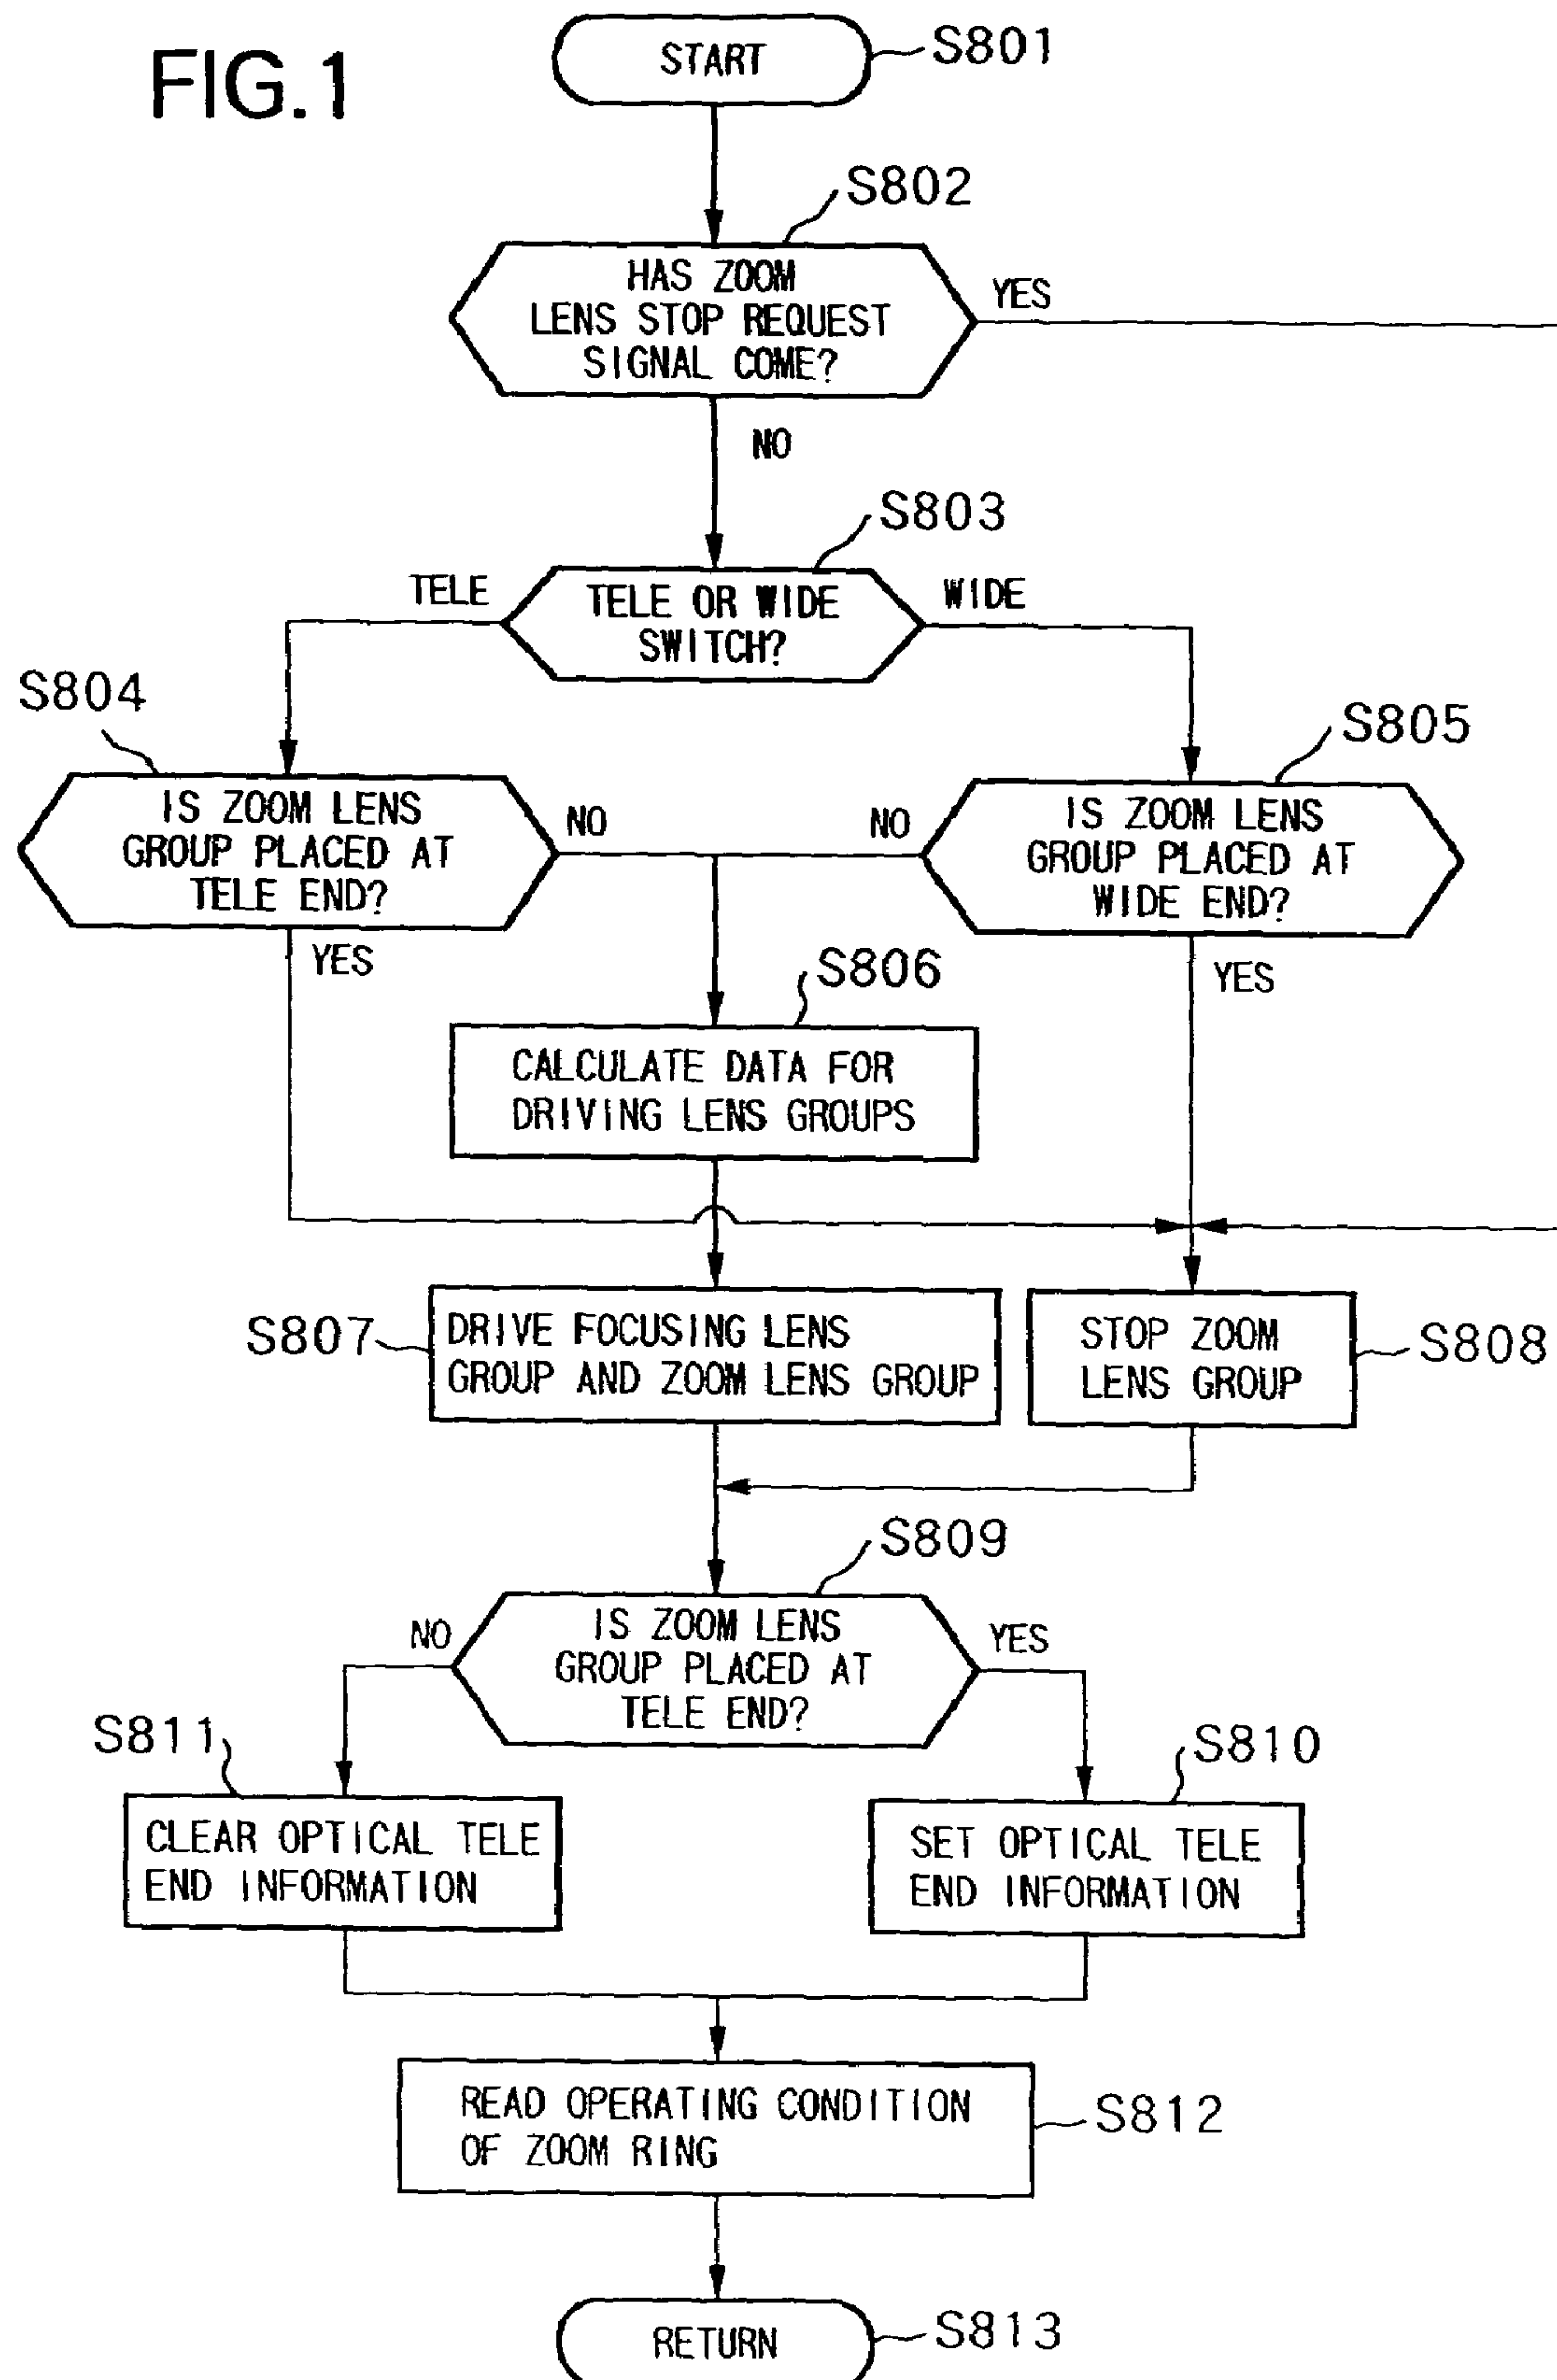 FIG.1
START
S801
S802
HAS ZOOM
LENS STOP REQUEST
SIGNAL COME?
YES
NO
S803
TELE
TELE OR WIDE
SWITCH?
WIDE
S804
IS ZOOM LENS
GROUP PLACED AT
TELE END?
NO
YES
S805
NO
IS ZOOM LENS
GROUP PLACED AT
WIDE END?
YES
S806
CALCULATE DATA FOR
DRIVING LENS GROUPS
S807
DRIVE FOCUSING LENS
GROUP AND ZOOM LENS GROUP
STOP ZOOM
LENS GROUP
S808
S809
NO
IS ZOOM LENS
GROUP PLACED AT
TELE END?
YES
S811
CLEAR OPTICAL TELE
END INFORMATION
S810
SET OPTICAL TELE
END INFORMATION
READ OPERATING CONDITION
OF ZOOM RING
S812
RETURN
S813